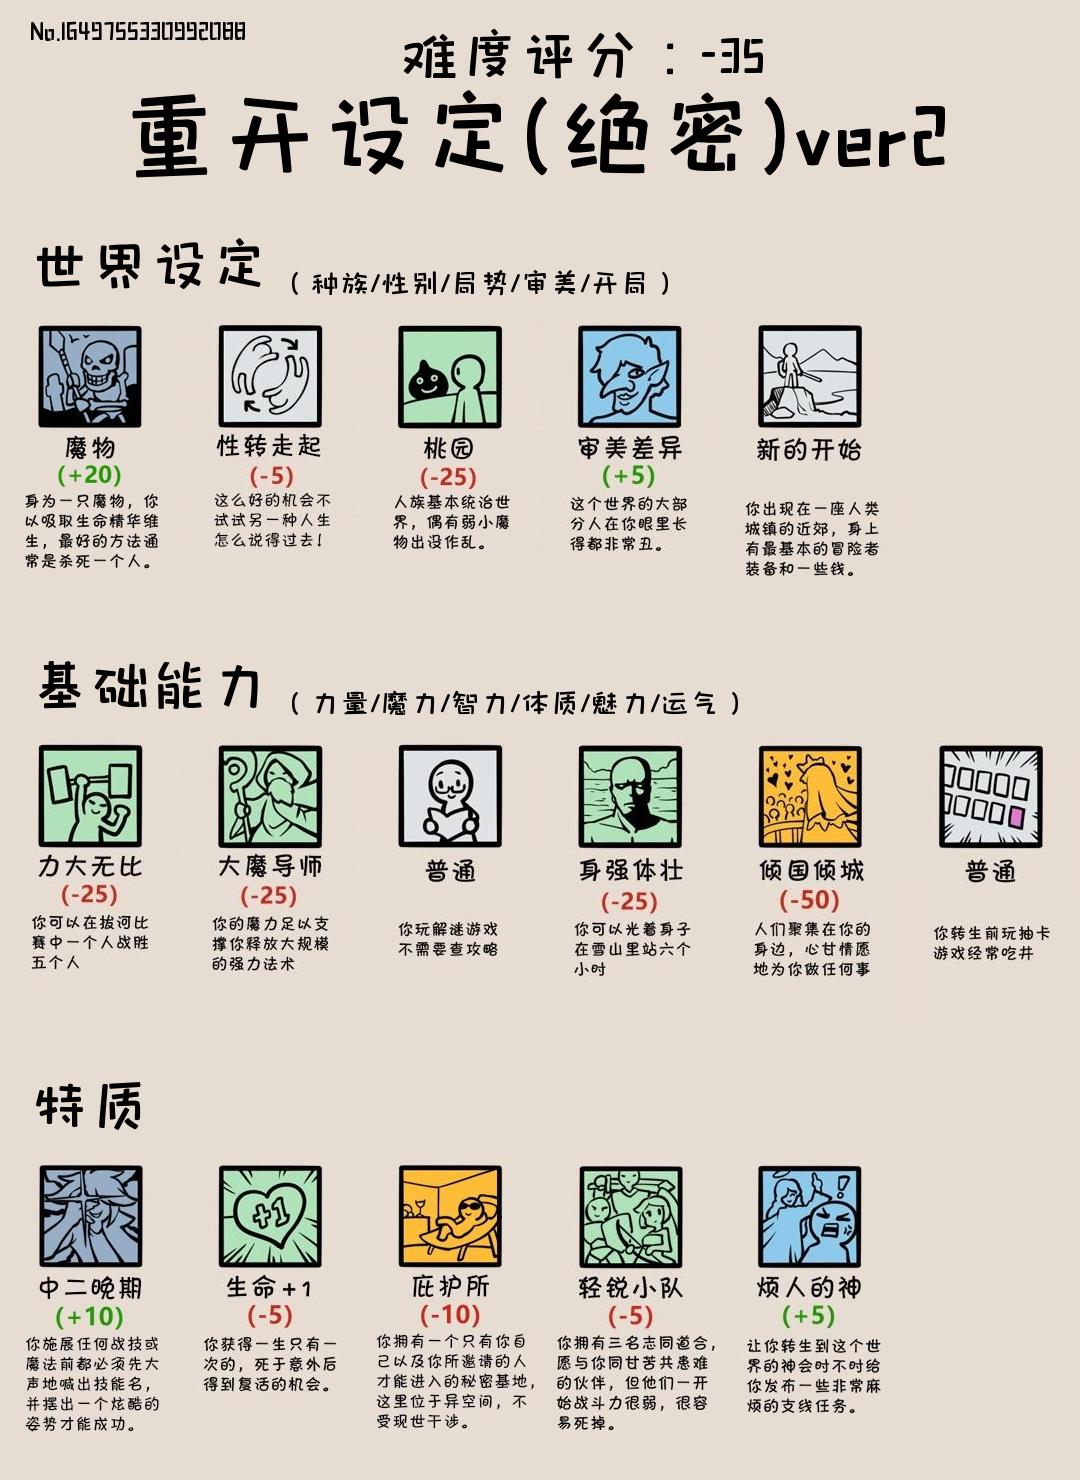 No.1649755330992088
难度评分：-35
重开设定(绝密)ver2
世界设定 （种族/性别/局势/审美/开局）
魔物
(+20)
身为一只魔物，你
以吸取生命精华维
生，最好的方法通
常是杀死一个人。
性转走起
(-5)
这么好的机会不
试试另一种人生
怎么说得过去！
桃园
(-25)
人族基本统治世
界，偶有弱小魔
物出没作乱。
审美差异
(+5)
这个世界的大部
分人在你眼里长
得都非常丑。
新的开始
你出现在一座人类
城镇的近郊，身上
有最基本的冒险者
装备和一些钱。
基础能力 （力量/魔力/智力/体质/魅力/运气）
力大无比
(-25)
你可以在拔河比
赛中一个人战胜
五个人
大魔导师
(-25)
你的魔力足以支
撑你释放大规模
的强力法术
普通
你玩解谜游戏
不需要查攻略
身强体壮
(-25)
你可以光着身子
在雪山里站六个
小时
倾国倾城
(-50)
人们聚集在你的
身边，心甘情愿
地为你做任何事
普通
你转生前玩抽卡
游戏经常吃井
特质
中二晚期
(+10)
你施展任何战技或
魔法前都必须先大
声地喊出技能名，
并摆出一个炫酷的
姿势才能成功。
+1
生命+1
(-5)
你获得一生只有一
次的，死于意外后
得到复活的机会。
庇护所
(-10)
你拥有一个只有你自
己以及你所邀请的人
才能进入的秘密基地，
这里位于异空间，不
受现世干涉。
轻锐小队
(-5)
你拥有三名志同道合，
愿与你同甘苦共患难
的伙伴，但他们一开
始战斗力很弱，很容
易死掉。
烦人的神
(+5)
让你转生到这个世
界的神会时不时给
你发布一些非常麻
烦的支线任务。